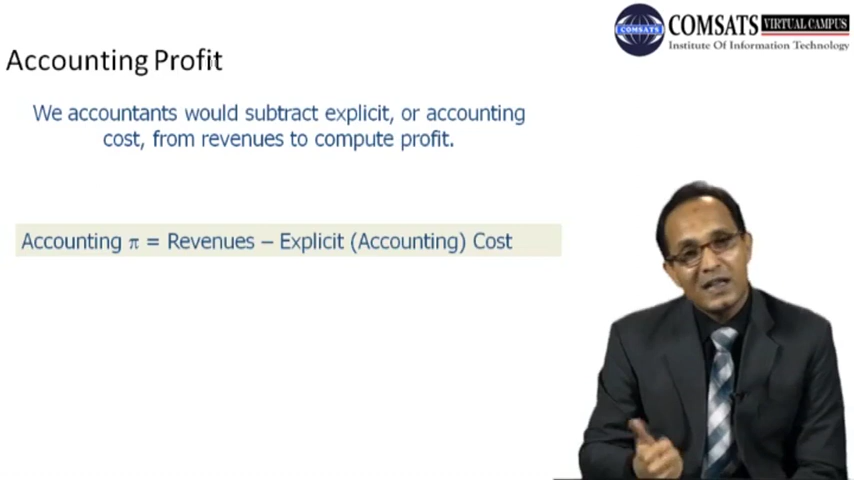 COMSATS
COMSATS VIRTUAL CAMPUS
Institute Of Information Technology
Accounting Profit
We accountants would subtract explicit, or accounting
cost, from revenues to compute profit.
Accounting π = Revenues – Explicit (Accounting) Cost